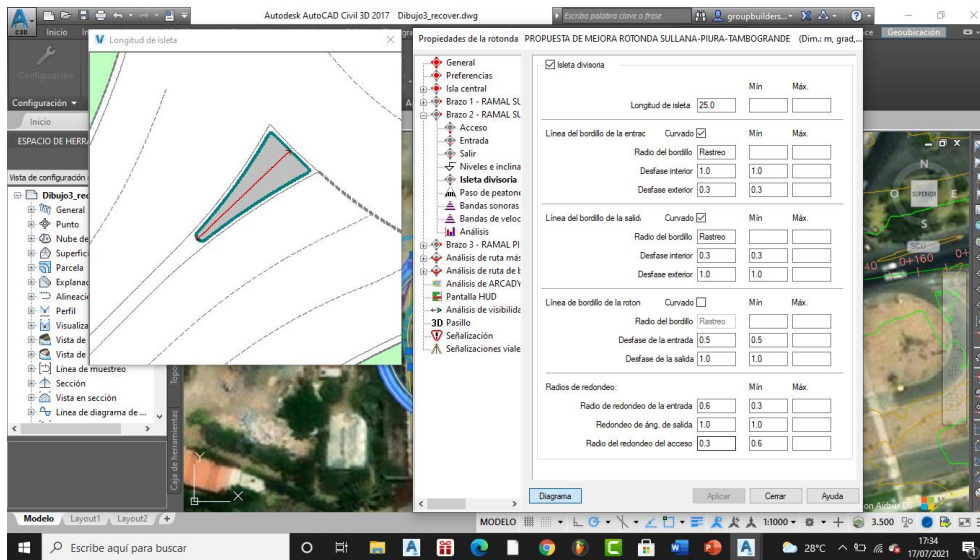 Autodesk AutoCAD Civil 3D 2017 Dibujo3_recover.dwg
Escriba palabra clave o frase
groupbuilders...
C3D
Inicio
Geoubicación
Configuración
Configuración
Inicio
ESPACIO DE HERR
Vista de configuración
Dibujo3_rec
General
Punto
Nube de
Superfic
Parcela
Explanac
Alineació
Perfil
Visualiza
Vista de
Vista de
Línea de muestreo
Sección
Vista en sección
Línea de diagrama de ...
Topo
Caja de herramientas
Longitud de isleta
Propiedades de la rotonda PROPUESTA DE MEJORA ROTONDA SULLANA-PIURA-TAMBOGRANDE (Dim.: m, grad,...
General
Preferencias
Isla central
Brazo 1 - RAMAL SU
Brazo 2 - RAMAL SU
Acceso
Entrada
Salir
Niveles e inclina
Isleta divisoria
Paso de peatone
Bandas sonoras
Bandas de veloc
Análisis
Brazo 3 - RAMAL PI
Análisis de ruta más
Análisis de ruta de b
Análisis de ARCADY
Pantalla HUD
Análisis de visibilida
3D Pasillo
Señalización
Señalizaciones viale
Isleta divisoria
Mín Máx.
Longitud de isleta 25.0
Línea del bordillo de la entrac Curvado Mín Máx.
Radio del bordillo Rastreo
Desfase interior 1.0 1.0
Desfase exterior 0.3 0.3
Línea del bordillo de la salid Curvado Mín Máx.
Radio del bordillo Rastreo
Desfase interior 0.3 0.3
Desfase exterior 1.0 1.0
Línea de bordillo de la roton Curvado Mín Máx.
Radio del bordillo Rastreo
Desfase de la entrada 0.5 0.5
Desfase de la salida 1.0 1.0
Radios de redondeo: Mín Máx.
Radio de redondeo de la entrada 0.6 0.3
Redondeo de áng. de salida 1.0 1.0
Radio del redondeo del acceso 0.3 0.6
Diagrama Aplicar Cerrar Ayuda
N
O SUPERIOR E
S
SCU
0+160
Y
X
Modelo Layout1 Layout2 +
MODELO 1:1000 3.500
Escribe aquí para buscar
28°C
17:34
17/07/2021